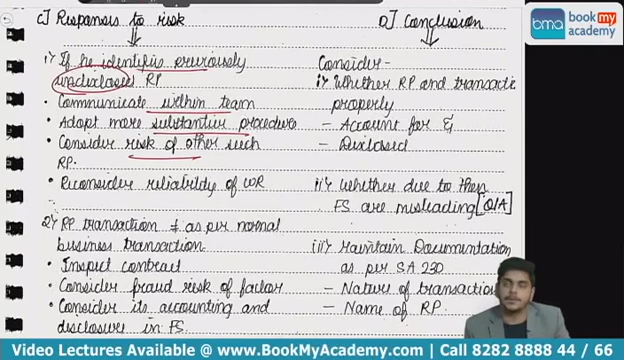 C] Responses to risk
i) If he identifies previously
undisclosed RP
• Communicate within team
• Adopt more substantive procedure
• Consider risk of other such
RP.
• Reconsider reliability of WR
2) RP transaction ≠ as per normal
business transaction
• Inspect contract
• Consider fraud risk of factor
• Consider its accounting and
disclosure in FS.
D] Conclusion
Consider-
i) Whether RP and transactio
properly
- Account for &
- Disclosed
ii) Whether due to them
FS are misleading [O/A]
iii) Maintain Documentation
as per SA 230
- Nature of transaction
- Name of RP.
bma
book my
academy
Video Lectures Available @ www.BookMyAcademy.com | Call 8282 8888 44 / 66